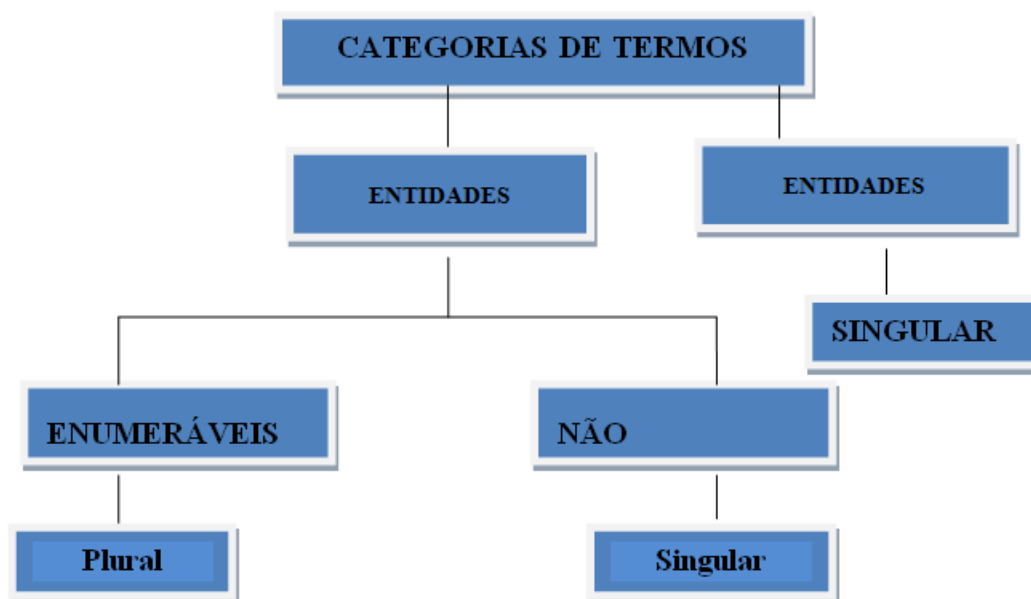 CATEGORIAS DE TERMOS
ENTIDADES
ENTIDADES
SINGULAR
ENUMERÁVEIS
NÃO
Plural
Singular